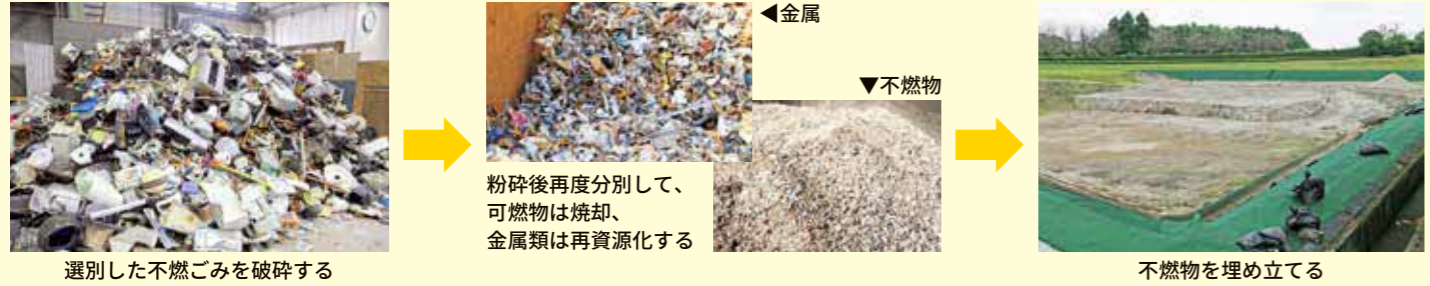 ◀金属
▼不燃物
粉砕後再度分別して、
可燃物は焼却、
金属類は再資源化する
選別した不燃ごみを破砕する
不燃物を埋め立てる